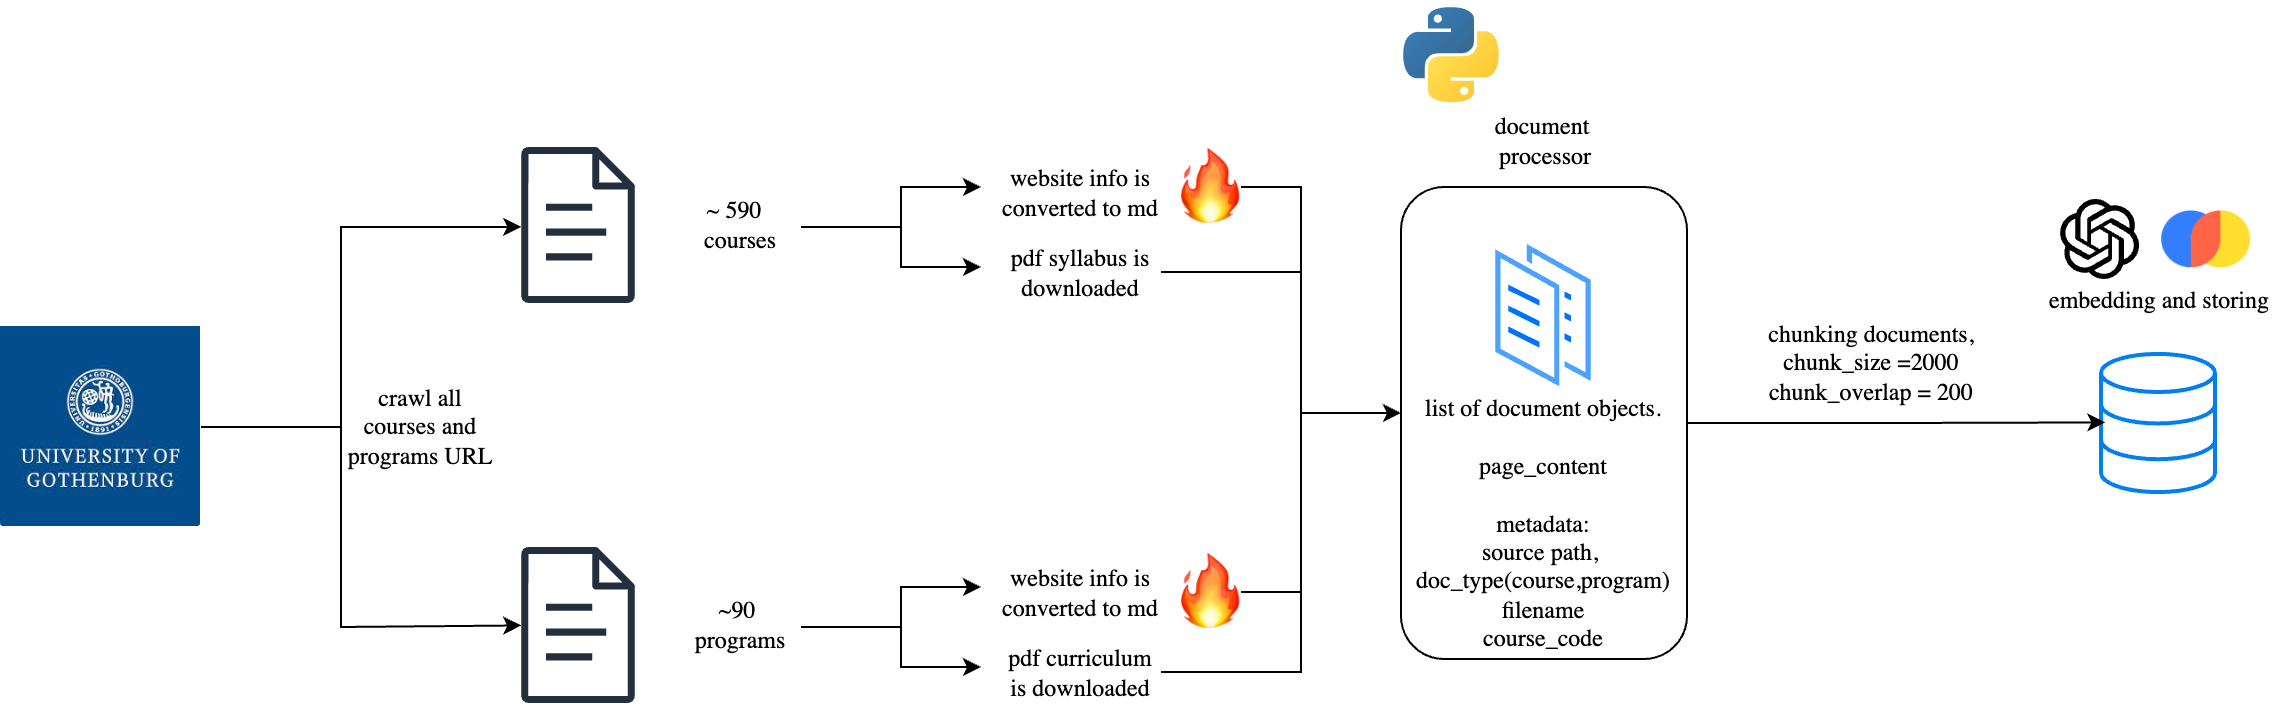 UNIVERSITAS · GOTHOBURGENSIS
· 1891 ·
UNIVERSITY OF
GOTHENBURG
crawl all
courses and
programs URL
~ 590
courses
website info is
converted to md
pdf syllabus is
downloaded
~90
programs
website info is
converted to md
pdf curriculum
is downloaded
document
processor
list of document objects.
page_content
metadata:
source path,
doc_type(course,program)
filename
course_code
chunking documents,
chunk_size =2000
chunk_overlap = 200
embedding and storing